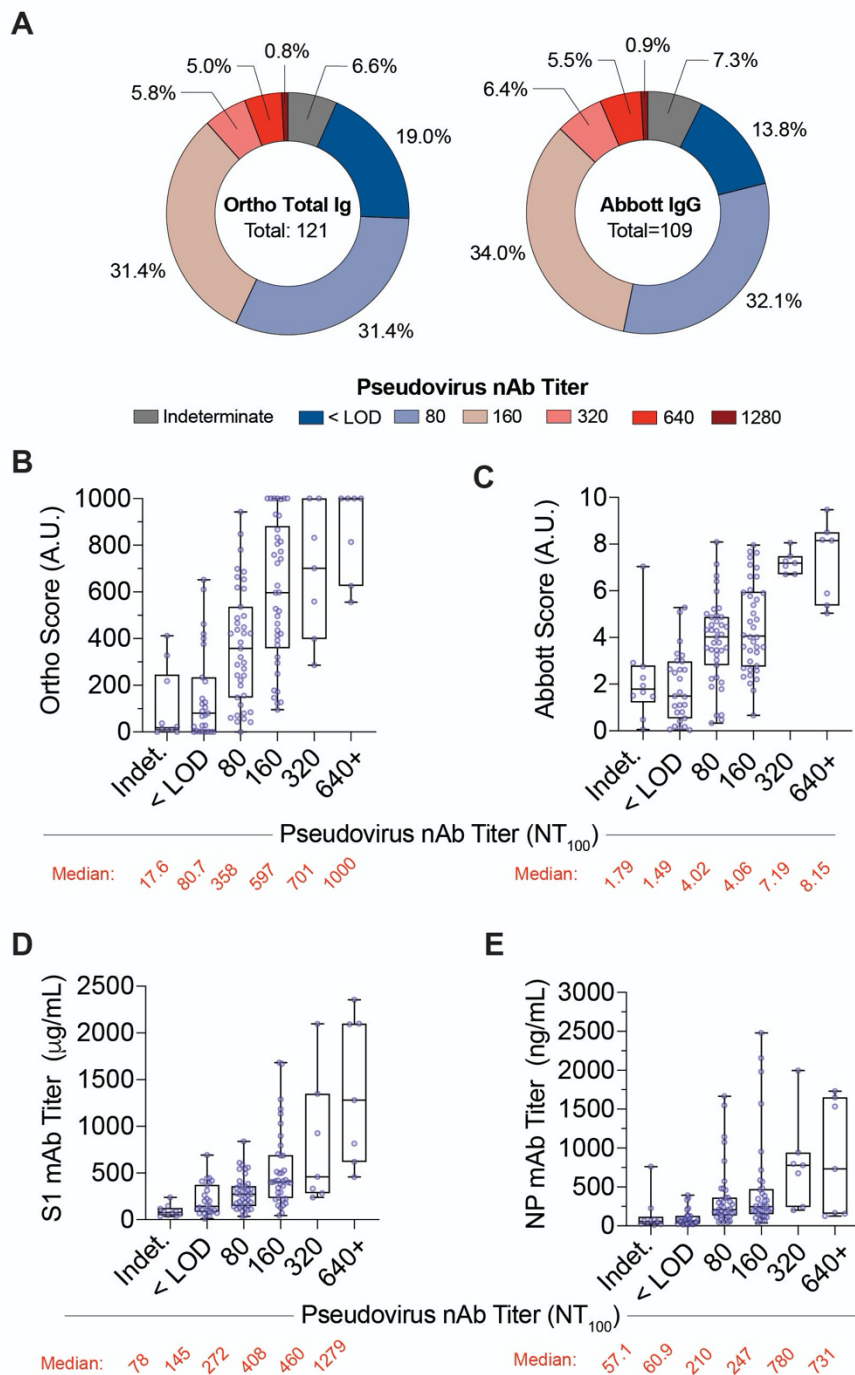 A
0.8%
5.0%
6.6%
5.8%
19.0%
Ortho Total Ig
Total: 121
31.4%
31.4%
0.9%
5.5%
7.3%
6.4%
13.8%
Abbott IgG
Total=109
34.0%
32.1%
Pseudovirus nAb Titer
Indeterminate < LOD 80 160 320 640 1280
B
Ortho Score (A.U.)
1000
800
600
400
200
0
Indet. < LOD 80 160 320 640+
C
Abbott Score (A.U.)
10
8
6
4
2
0
Indet. < LOD 80 160 320 640+
Pseudovirus nAb Titer (NT100)
Median: 17.6 80.7 358 597 701 1000
Median: 1.79 1.49 4.02 4.06 7.19 8.15
D
S1 mAb Titer (µg/mL)
2500
2000
1500
1000
500
0
Indet. < LOD 80 160 320 640+
E
NP mAb Titer (ng/mL)
3000
2500
2000
1500
1000
500
0
Indet. < LOD 80 160 320 640+
Pseudovirus nAb Titer (NT100)
Median: 78 145 272 408 460 1279
Median: 57.1 60.9 210 247 780 731